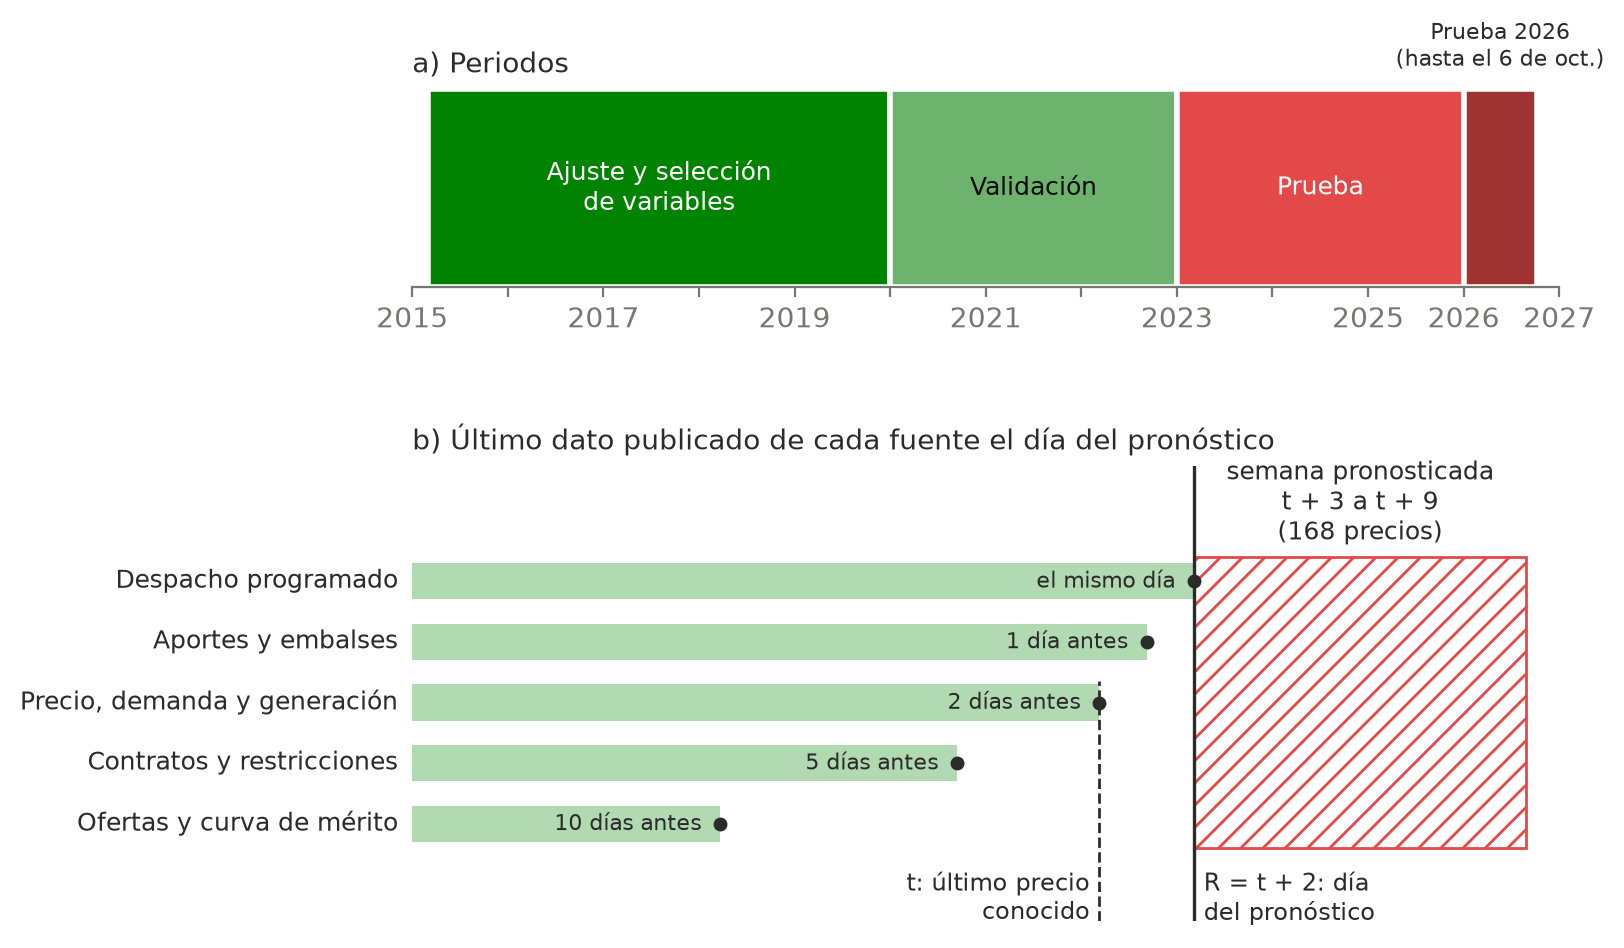 Prueba 2026
(hasta el 6 de oct.)
a) Periodos
Ajuste y selección
de variables
Validación
Prueba
2015
2017
2019
2021
2023
2025
2026
2027
b) Último dato publicado de cada fuente el día del pronóstico
semana pronosticada
t + 3 a t + 9
(168 precios)
Despacho programado
el mismo día
Aportes y embalses
1 día antes
Precio, demanda y generación
2 días antes
Contratos y restricciones
5 días antes
Ofertas y curva de mérito
10 días antes
t: último precio
conocido
R = t + 2: día
del pronóstico